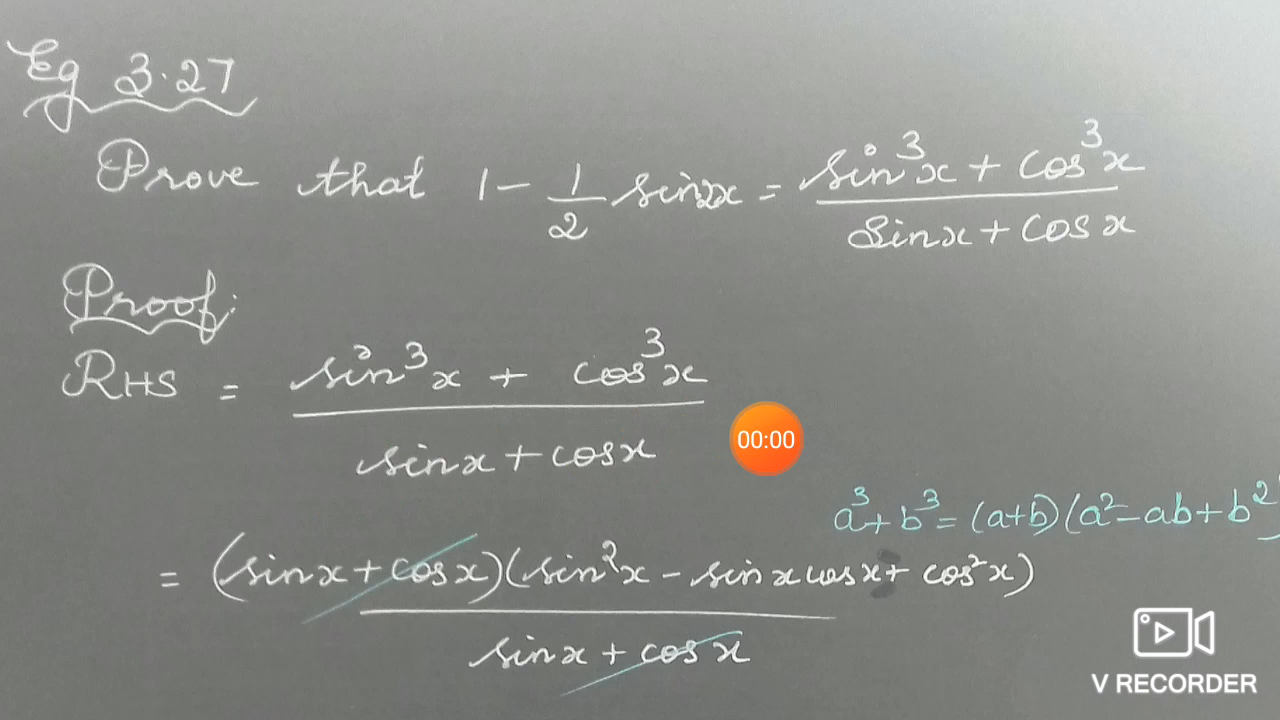 Eg 3.27
Prove that 1 - 1/2 sin2x = sin³x + cos³x / sinx + cosx
Proof:
RHS = sin³x + cos³x / sinx + cosx
00:00
a³ + b³ = (a+b)(a² - ab + b²)
= (sinx + cosx)(sin²x - sinx cosx + cos²x) / sinx + cosx
V RECORDER